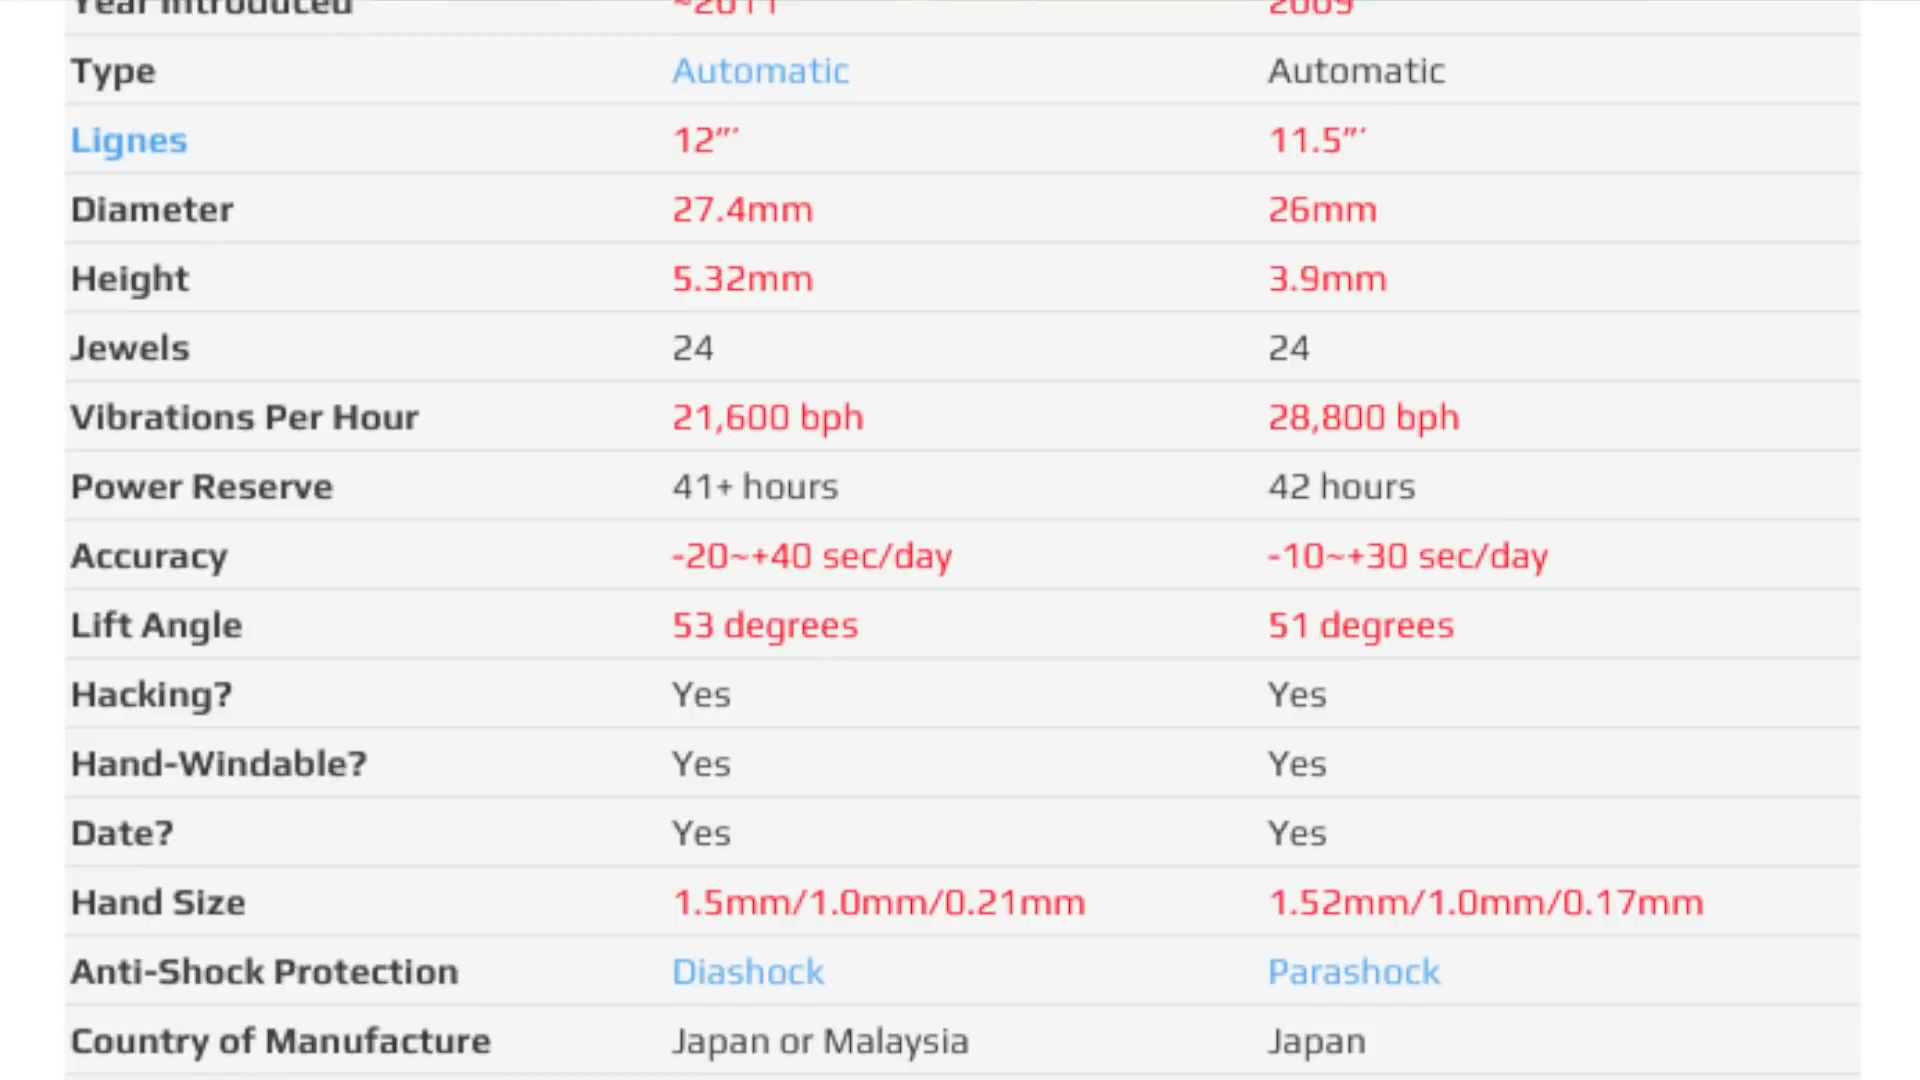 Year Introduced ~2011 2009
Type Automatic Automatic
Lignes 12”’ 11.5”’
Diameter 27.4mm 26mm
Height 5.32mm 3.9mm
Jewels 24 24
Vibrations Per Hour 21,600 bph 28,800 bph
Power Reserve 41+ hours 42 hours
Accuracy -20~+40 sec/day -10~+30 sec/day
Lift Angle 53 degrees 51 degrees
Hacking? Yes Yes
Hand-Windable? Yes Yes
Date? Yes Yes
Hand Size 1.5mm/1.0mm/0.21mm 1.52mm/1.0mm/0.17mm
Anti-Shock Protection Diashock Parashock
Country of Manufacture Japan or Malaysia Japan